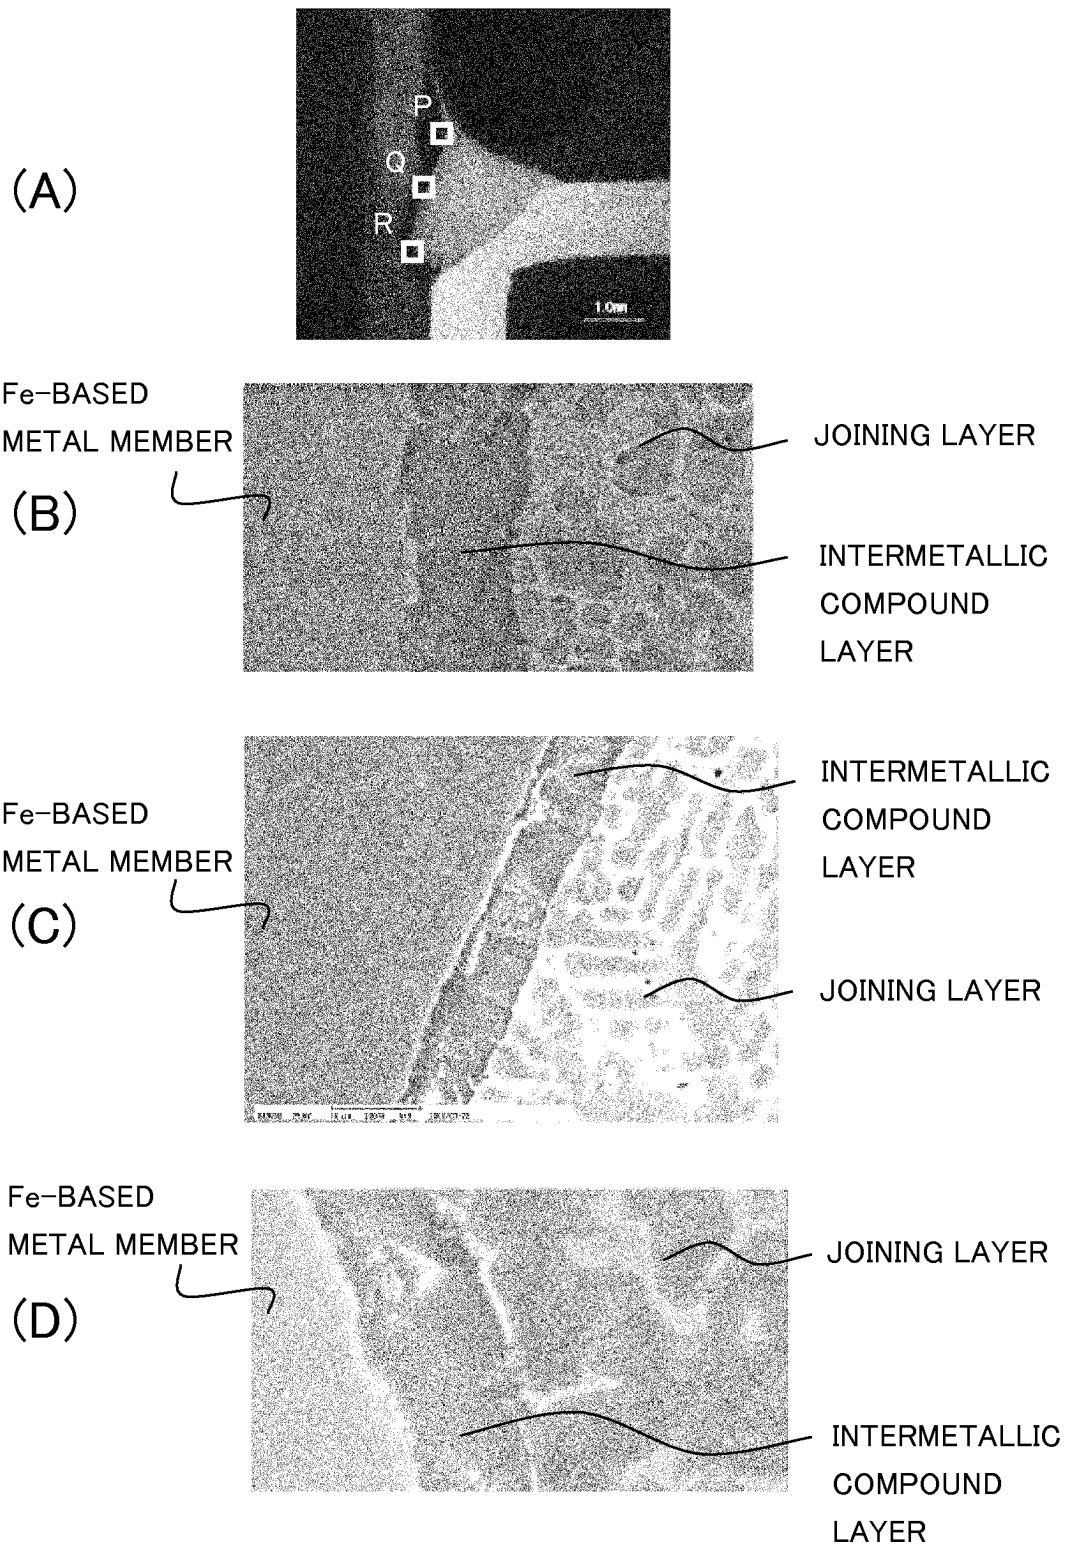 (A)
P
Q
R
1.0mm
Fe-BASED
METAL MEMBER
(B)
JOINING LAYER
INTERMETALLIC
COMPOUND
LAYER
Fe-BASED
METAL MEMBER
(C)
INTERMETALLIC
COMPOUND
LAYER
JOINING LAYER
Fe-BASED
METAL MEMBER
(D)
JOINING LAYER
INTERMETALLIC
COMPOUND
LAYER